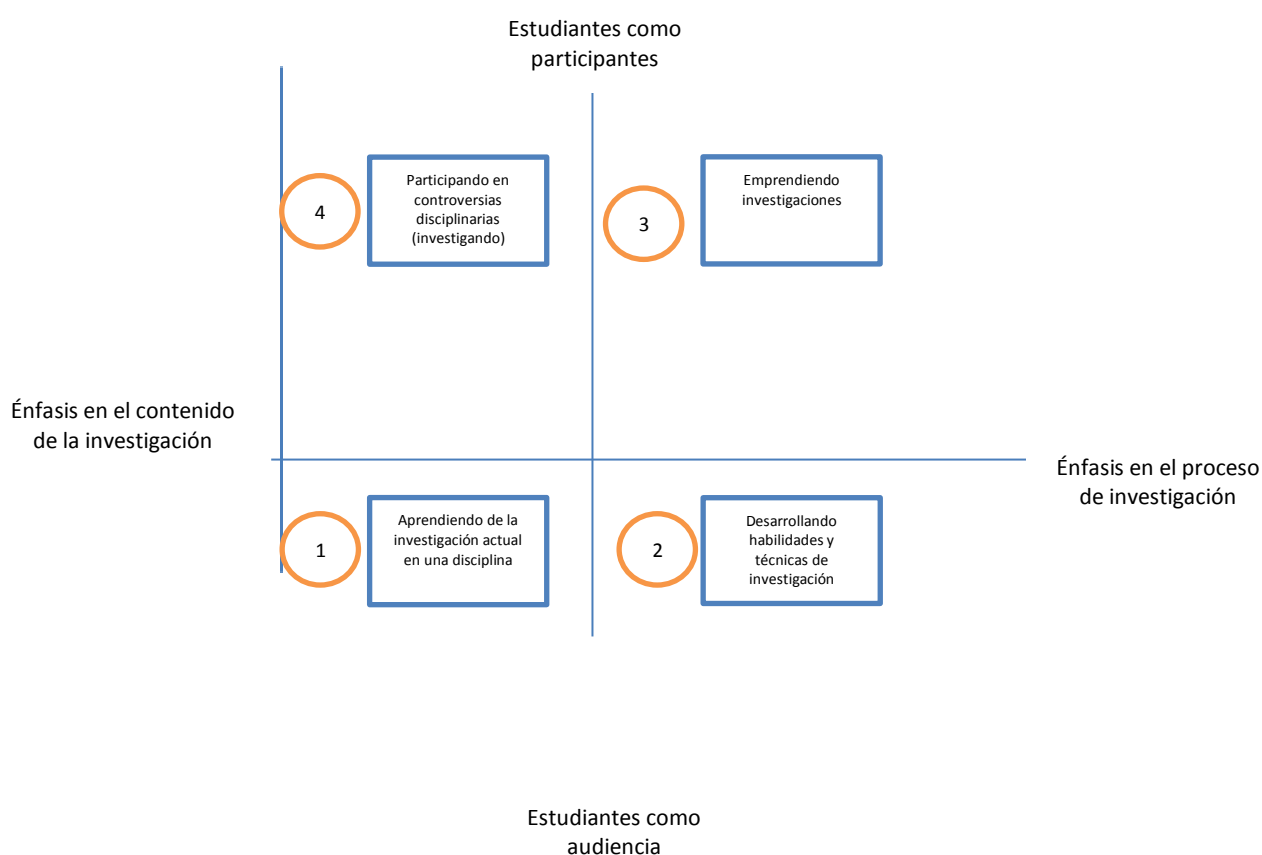 Estudiantes como
participantes
4
Participando en
controversias
disciplinarias
(investigando)
3
Emprendiendo
investigaciones
Énfasis en el contenido
de la investigación
Énfasis en el proceso
de investigación
1
Aprendiendo de la
investigación actual
en una disciplina
2
Desarrollando
habilidades y
técnicas de
investigación
Estudiantes como
audiencia